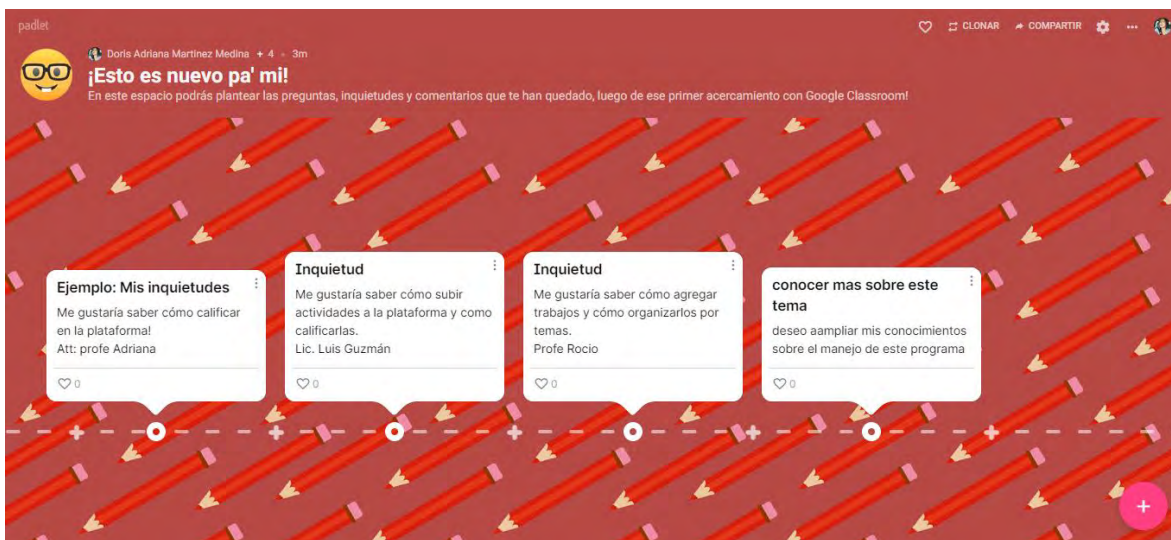 padlet
CLONAR
COMPARTIR
Doris Adriana Martinez Medina + 4 • 3m
¡Esto es nuevo pa' mi!
En este espacio podrás plantear las preguntas, inquietudes y comentarios que te han quedado, luego de ese primer acercamiento con Google Classroom!
Ejemplo: Mis inquietudes
Me gustaría saber cómo calificar
en la plataforma!
Att: profe Adriana
0
Inquietud
Me gustaría saber cómo subir
actividades a la plataforma y como
calificarlas.
Lic. Luis Guzmán
0
Inquietud
Me gustaría saber cómo agregar
trabajos y cómo organizarlos por
temas.
Profe Rocio
0
conocer mas sobre este
tema
deseo aampliar mis conocimientos
sobre el manejo de este programa
0